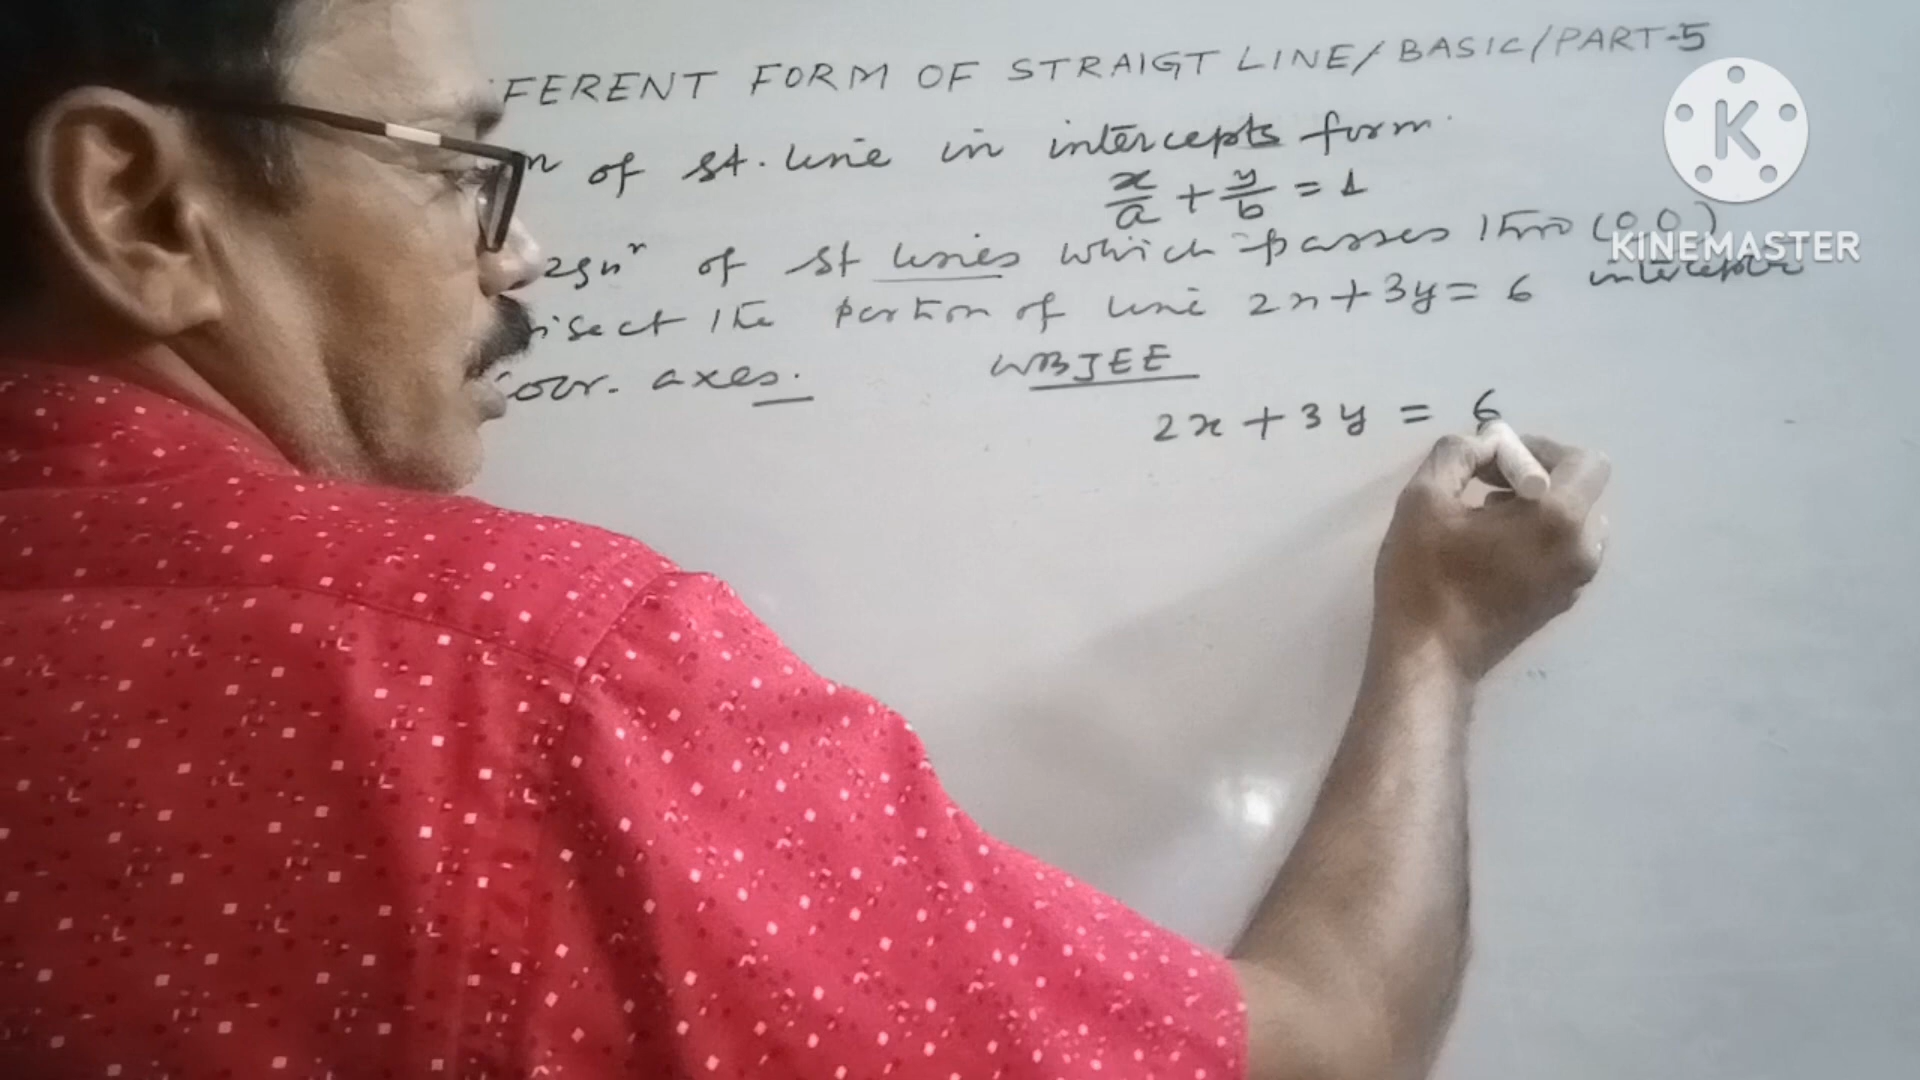 FERENT FORM OF STRAIGT LINE/BASIC/PART-5
of st. line in intercepts form.
x/a + y/b = 1
of st lines which passes thro (0,0)
isect the portion of line 2x+3y=6
axes.
WBJEE
2x + 3y = 6
K
KINEMASTER